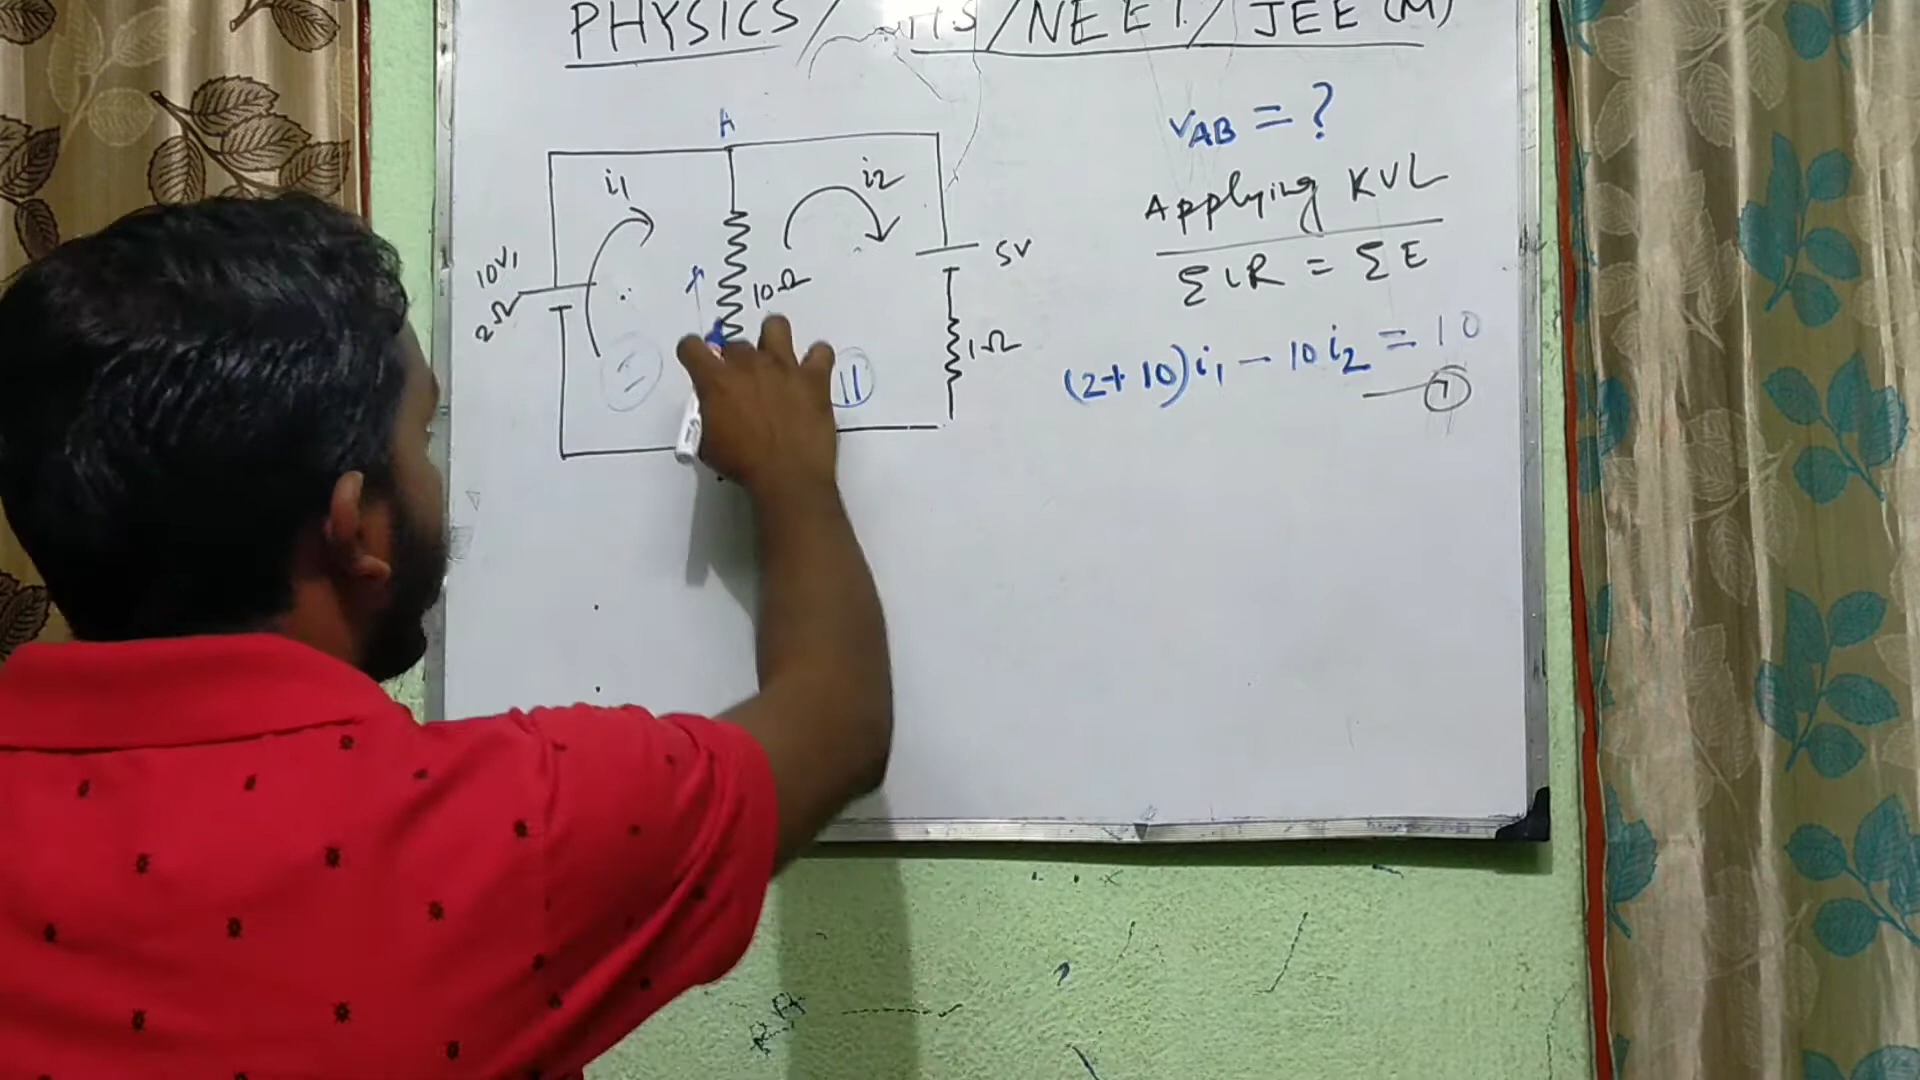 PHYSICS / HS / NEET / JEE (M)
VAB = ?
A
Applying KVL
i1
i2
ΣiR = ΣE
10V,
2Ω
10Ω
5V
1Ω
(2+10)i1 - 10i2 = 10
I
II